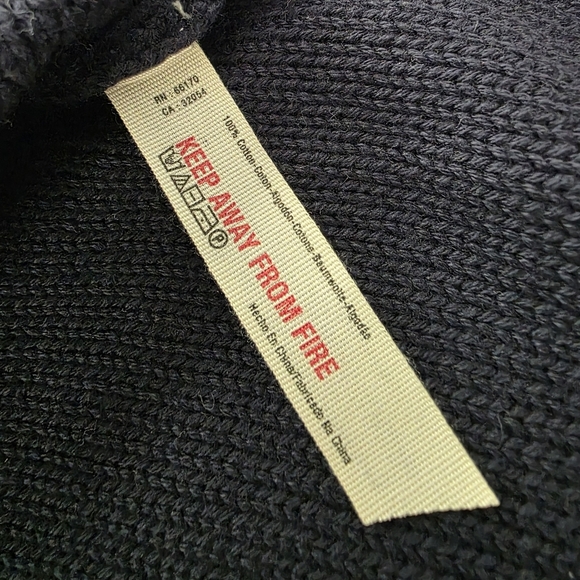 RN - 66170
CA - 32054
100% Cotton-Coton-Algodón-Cotone-Baumwolle-Algodão
KEEP AWAY FROM FIRE
P
Hecho En China/Fabricado Na China